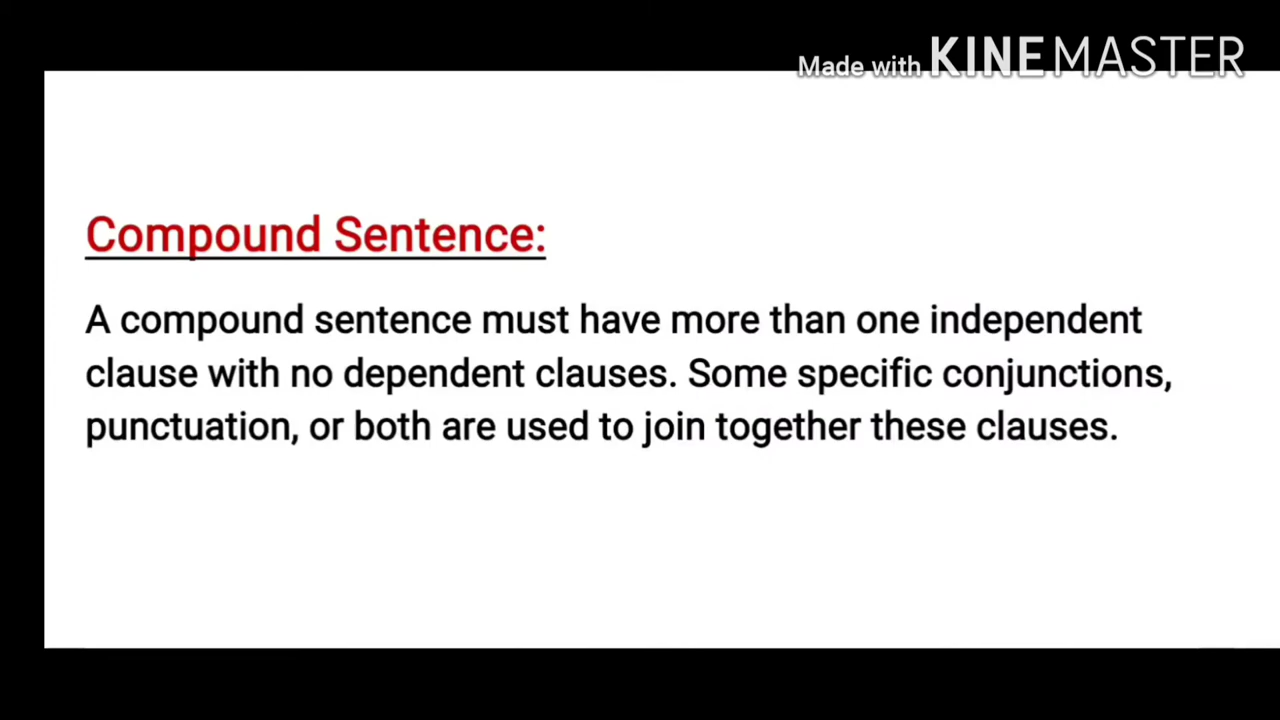 Made with KINEMASTER
Compound Sentence:
A compound sentence must have more than one independent
clause with no dependent clauses. Some specific conjunctions,
punctuation, or both are used to join together these clauses.